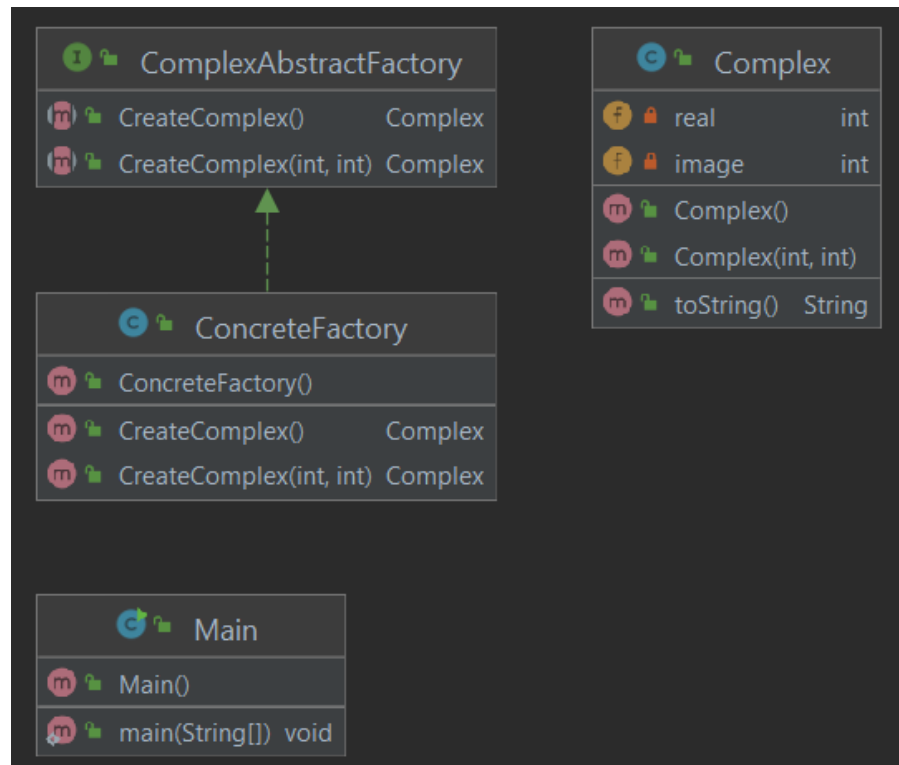 ComplexAbstractFactory
CreateComplex() Complex
CreateComplex(int, int) Complex
ConcreteFactory
ConcreteFactory()
CreateComplex() Complex
CreateComplex(int, int) Complex
Main
Main()
main(String[]) void
Complex
real int
image int
Complex()
Complex(int, int)
toString() String